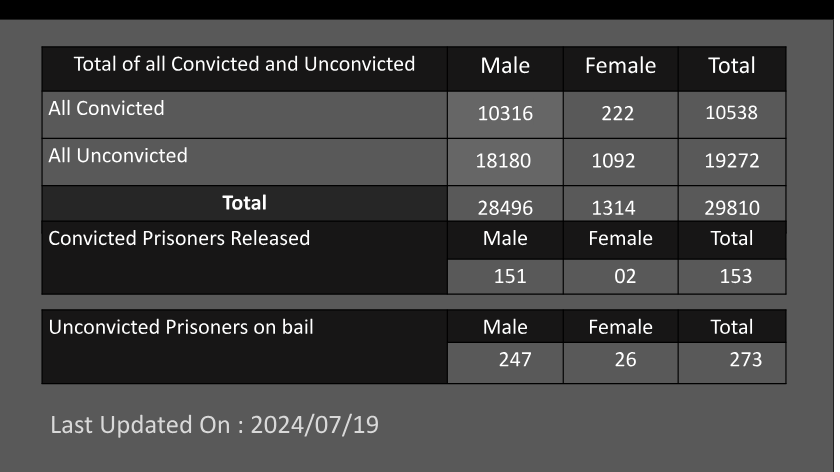 Total of all Convicted and Unconvicted Male Female Total
All Convicted 10316 222 10538
All Unconvicted 18180 1092 19272
Total 28496 1314 29810
Convicted Prisoners Released Male Female Total
151 02 153
Unconvicted Prisoners on bail Male Female Total
247 26 273
Last Updated On : 2024/07/19